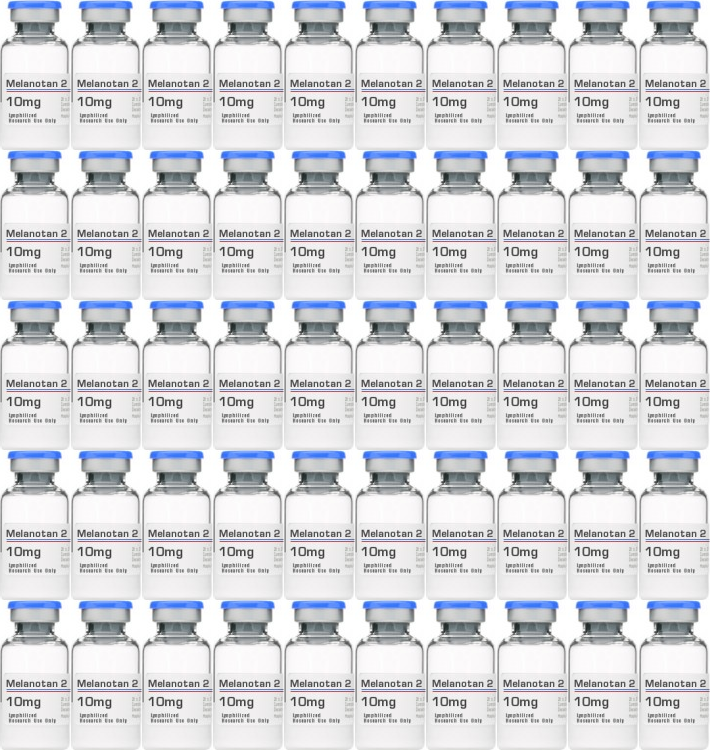 Melanotan 2 Melanotan 2 Melanotan 2 Melanotan 2 Melanotan 2 Melanotan 2 Melanotan 2 Melanotan 2 Melanotan 2 Melanotan 2
10mg 10mg 10mg 10mg 10mg 10mg 10mg 10mg 10mg 10mg
Lyophilized Lyophilized Lyophilized Lyophilized Lyophilized Lyophilized Lyophilized Lyophilized Lyophilized Lyophilized
Research Use Only Research Use Only Research Use Only Research Use Only Research Use Only Research Use Only Research Use Only Research Use Only Research Use Only Research Use Only
Melanotan 2 Melanotan 2 Melanotan 2 Melanotan 2 Melanotan 2 Melanotan 2 Melanotan 2 Melanotan 2 Melanotan 2 Melanotan 2
10mg 10mg 10mg 10mg 10mg 10mg 10mg 10mg 10mg 10mg
Lyophilized Lyophilized Lyophilized Lyophilized Lyophilized Lyophilized Lyophilized Lyophilized Lyophilized Lyophilized
Research Use Only Research Use Only Research Use Only Research Use Only Research Use Only Research Use Only Research Use Only Research Use Only Research Use Only Research Use Only
Melanotan 2 Melanotan 2 Melanotan 2 Melanotan 2 Melanotan 2 Melanotan 2 Melanotan 2 Melanotan 2 Melanotan 2 Melanotan 2
10mg 10mg 10mg 10mg 10mg 10mg 10mg 10mg 10mg 10mg
Lyophilized Lyophilized Lyophilized Lyophilized Lyophilized Lyophilized Lyophilized Lyophilized Lyophilized Lyophilized
Research Use Only Research Use Only Research Use Only Research Use Only Research Use Only Research Use Only Research Use Only Research Use Only Research Use Only Research Use Only
Melanotan 2 Melanotan 2 Melanotan 2 Melanotan 2 Melanotan 2 Melanotan 2 Melanotan 2 Melanotan 2 Melanotan 2 Melanotan 2
10mg 10mg 10mg 10mg 10mg 10mg 10mg 10mg 10mg 10mg
Lyophilized Lyophilized Lyophilized Lyophilized Lyophilized Lyophilized Lyophilized Lyophilized Lyophilized Lyophilized
Research Use Only Research Use Only Research Use Only Research Use Only Research Use Only Research Use Only Research Use Only Research Use Only Research Use Only Research Use Only
Melanotan 2 Melanotan 2 Melanotan 2 Melanotan 2 Melanotan 2 Melanotan 2 Melanotan 2 Melanotan 2 Melanotan 2 Melanotan 2
10mg 10mg 10mg 10mg 10mg 10mg 10mg 10mg 10mg 10mg
Lyophilized Lyophilized Lyophilized Lyophilized Lyophilized Lyophilized Lyophilized Lyophilized Lyophilized Lyophilized
Research Use Only Research Use Only Research Use Only Research Use Only Research Use Only Research Use Only Research Use Only Research Use Only Research Use Only Research Use Only